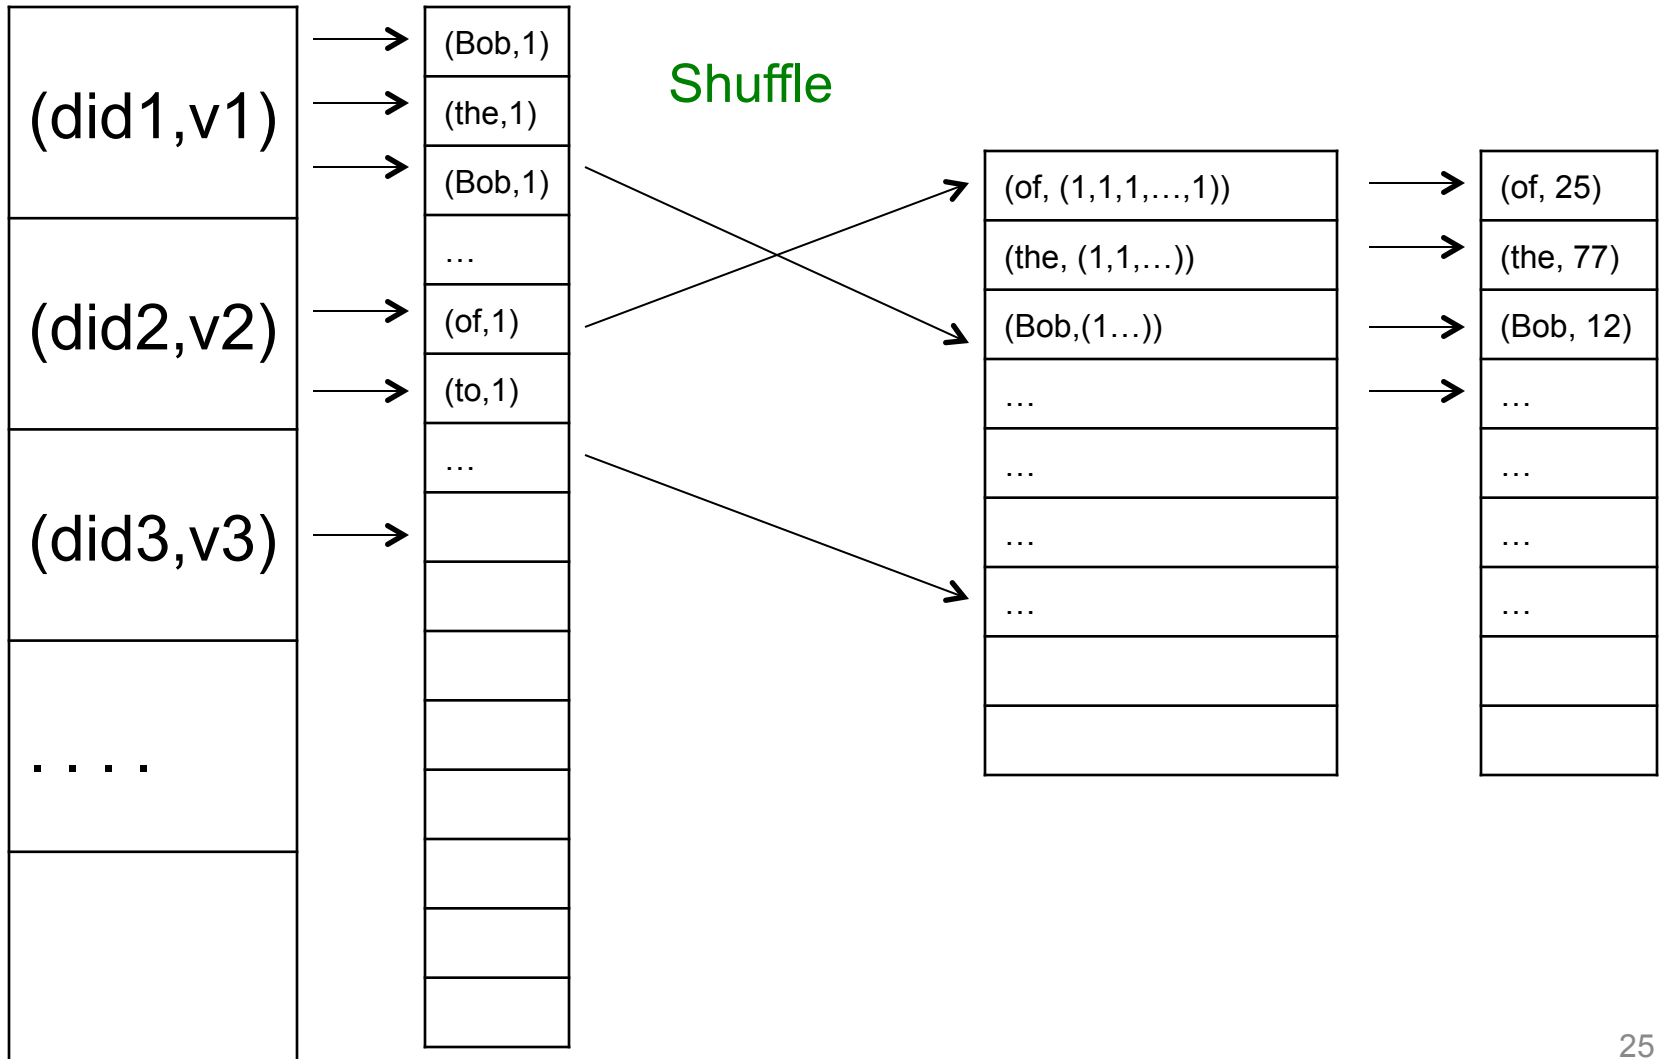 (did1,v1)
(did2,v2)
(did3,v3)
. . . .
(Bob,1)
(the,1)
(Bob,1)
…
(of,1)
(to,1)
…
Shuffle
(of, (1,1,1,…,1))
(the, (1,1,…))
(Bob,(1…))
…
…
…
…
(of, 25)
(the, 77)
(Bob, 12)
…
…
…
…
25